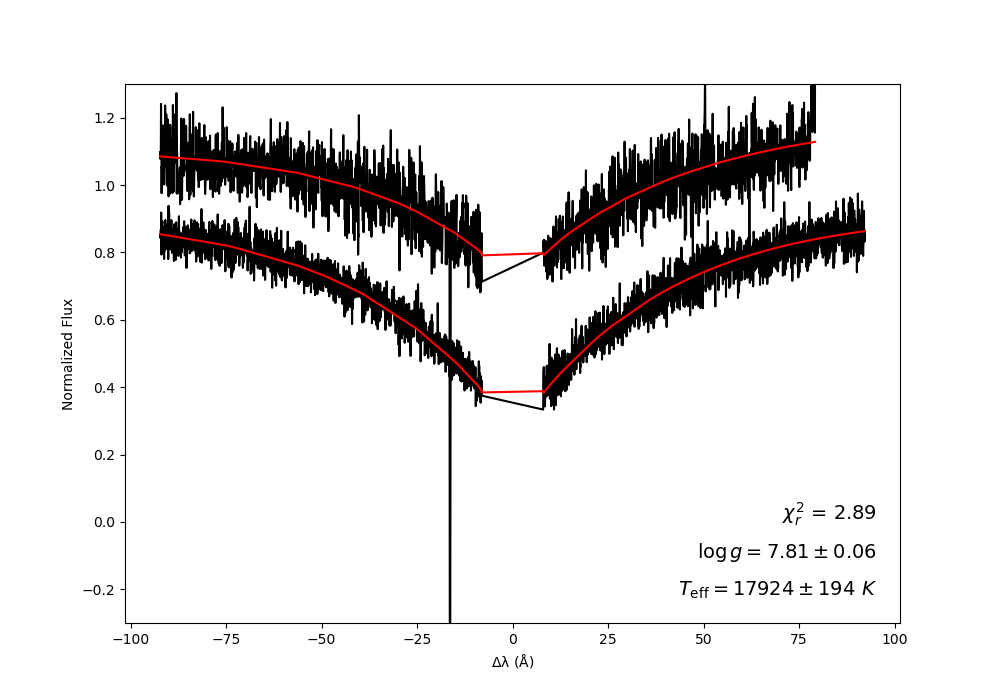 1.2
1.0
0.8
0.6
0.4
0.2
0.0
−0.2
Normalized Flux
χ²ᵣ = 2.89
log g = 7.81 ± 0.06
T_eff = 17924 ± 194 K
−100 −75 −50 −25 0 25 50 75 100
Δλ (Å)